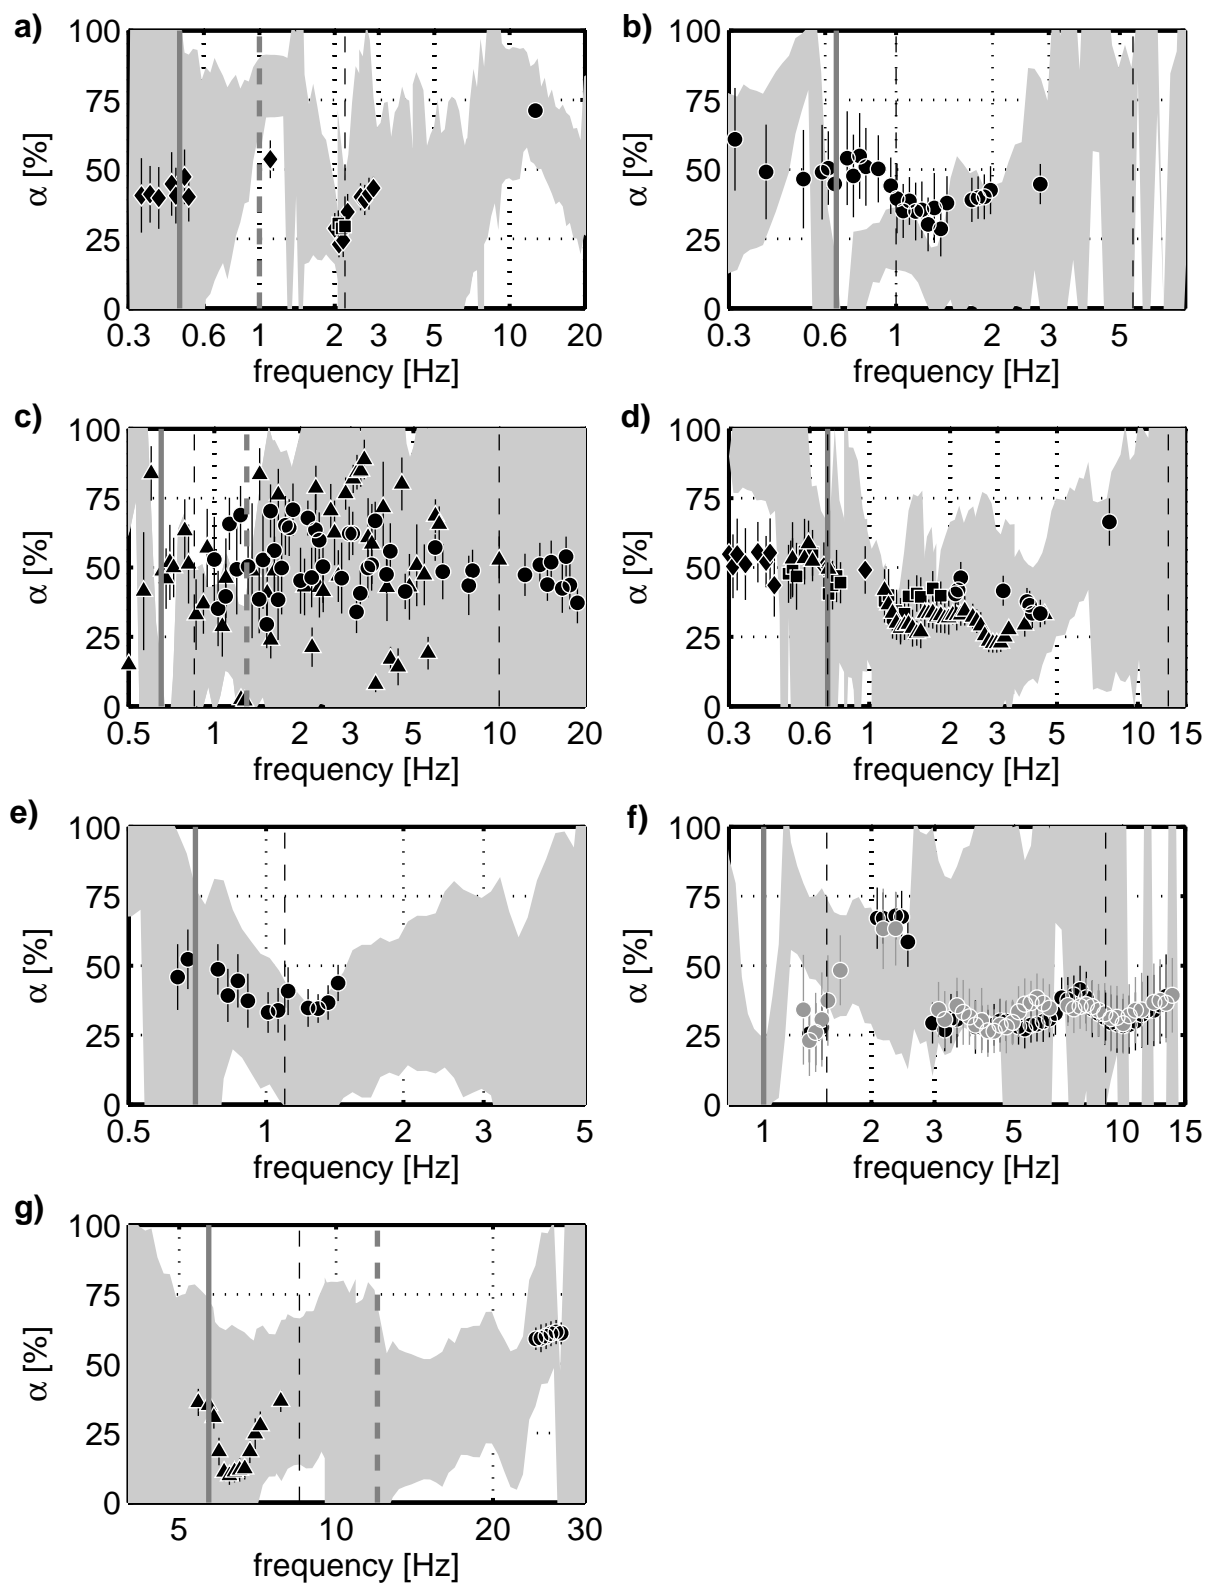 a)
100
75
50
25
0
α [%]
0.3 0.6 1 2 3 5 10 20
frequency [Hz]
b)
100
75
50
25
0
α [%]
0.3 0.6 1 2 3 5
frequency [Hz]
c)
100
75
50
25
0
α [%]
0.5 1 2 3 5 10 20
frequency [Hz]
d)
100
75
50
25
0
α [%]
0.3 0.6 1 2 3 5 10 15
frequency [Hz]
e)
100
75
50
25
0
α [%]
0.5 1 2 3 5
frequency [Hz]
f)
100
75
50
25
0
α [%]
1 2 3 5 10 15
frequency [Hz]
g)
100
75
50
25
0
α [%]
5 10 20 30
frequency [Hz]